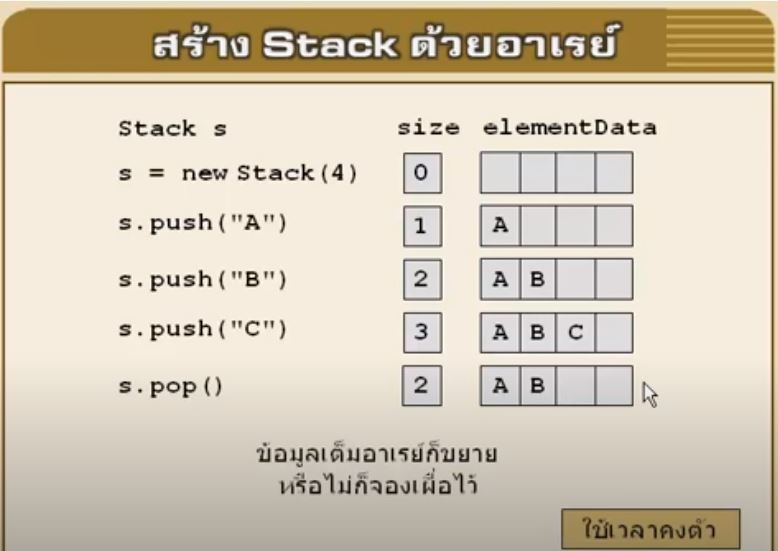 สร้าง Stack ด้วยอาเรย์
Stack s size elementData
s = new Stack(4) 0
s.push("A") 1 A
s.push("B") 2 A B
s.push("C") 3 A B C
s.pop() 2 A B
ข้อมูลเต็มอาเรย์ก็ขยาย
หรือไม่ก็จองเผื่อไว้
ใช้เวลาคงตัว